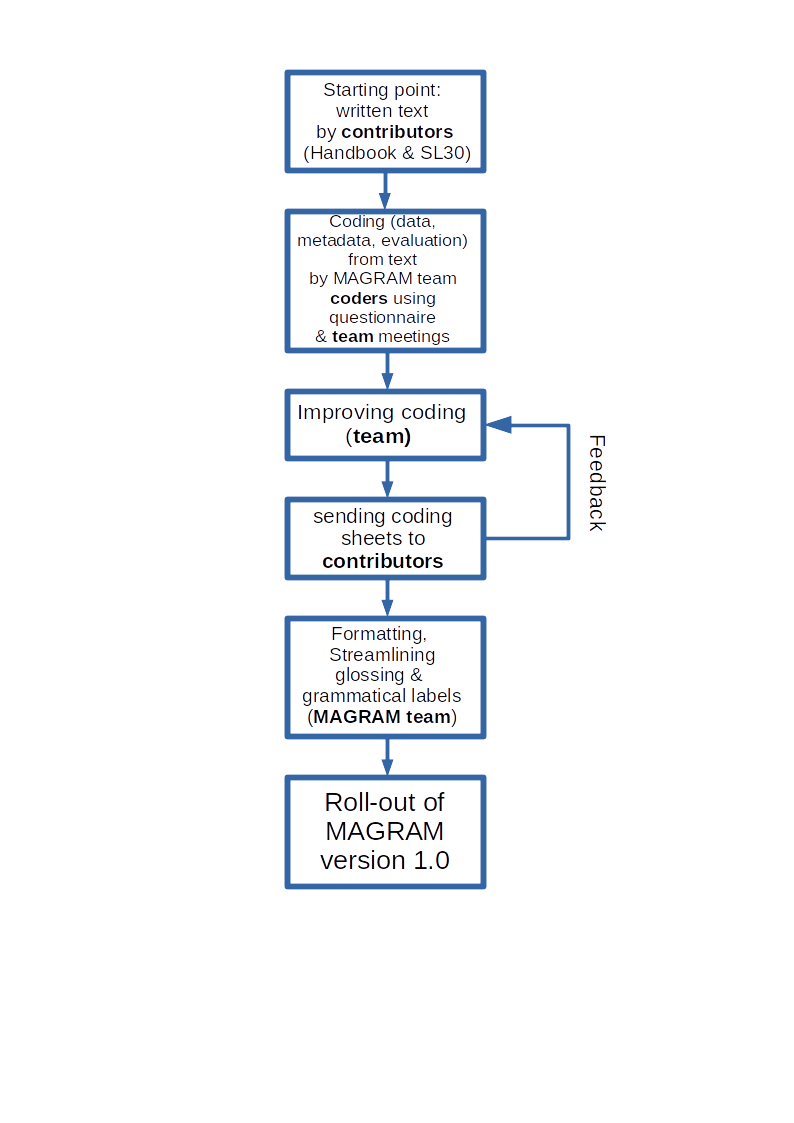 Starting point:
written text
by contributors
(Handbook & SL30)
Coding (data,
metadata, evaluation)
from text
by MAGRAM team
coders using
questionnaire
& team meetings
Improving coding
(team)
sending coding
sheets to
contributors
Feedback
Formatting,
Streamlining
glossing &
grammatical labels
(MAGRAM team)
Roll-out of
MAGRAM
version 1.0